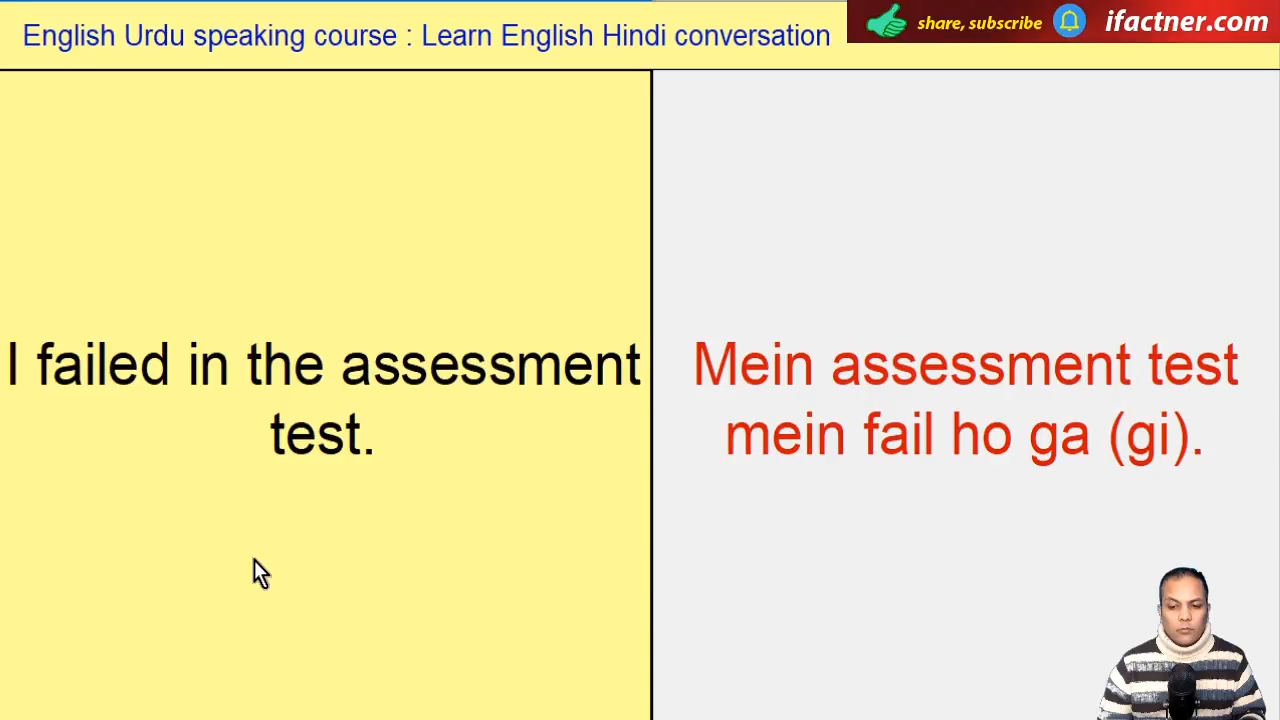 English Urdu speaking course : Learn English Hindi conversation
share, subscribe
ifactner.com
I failed in the assessment
test.
Mein assessment test
mein fail ho ga (gi).